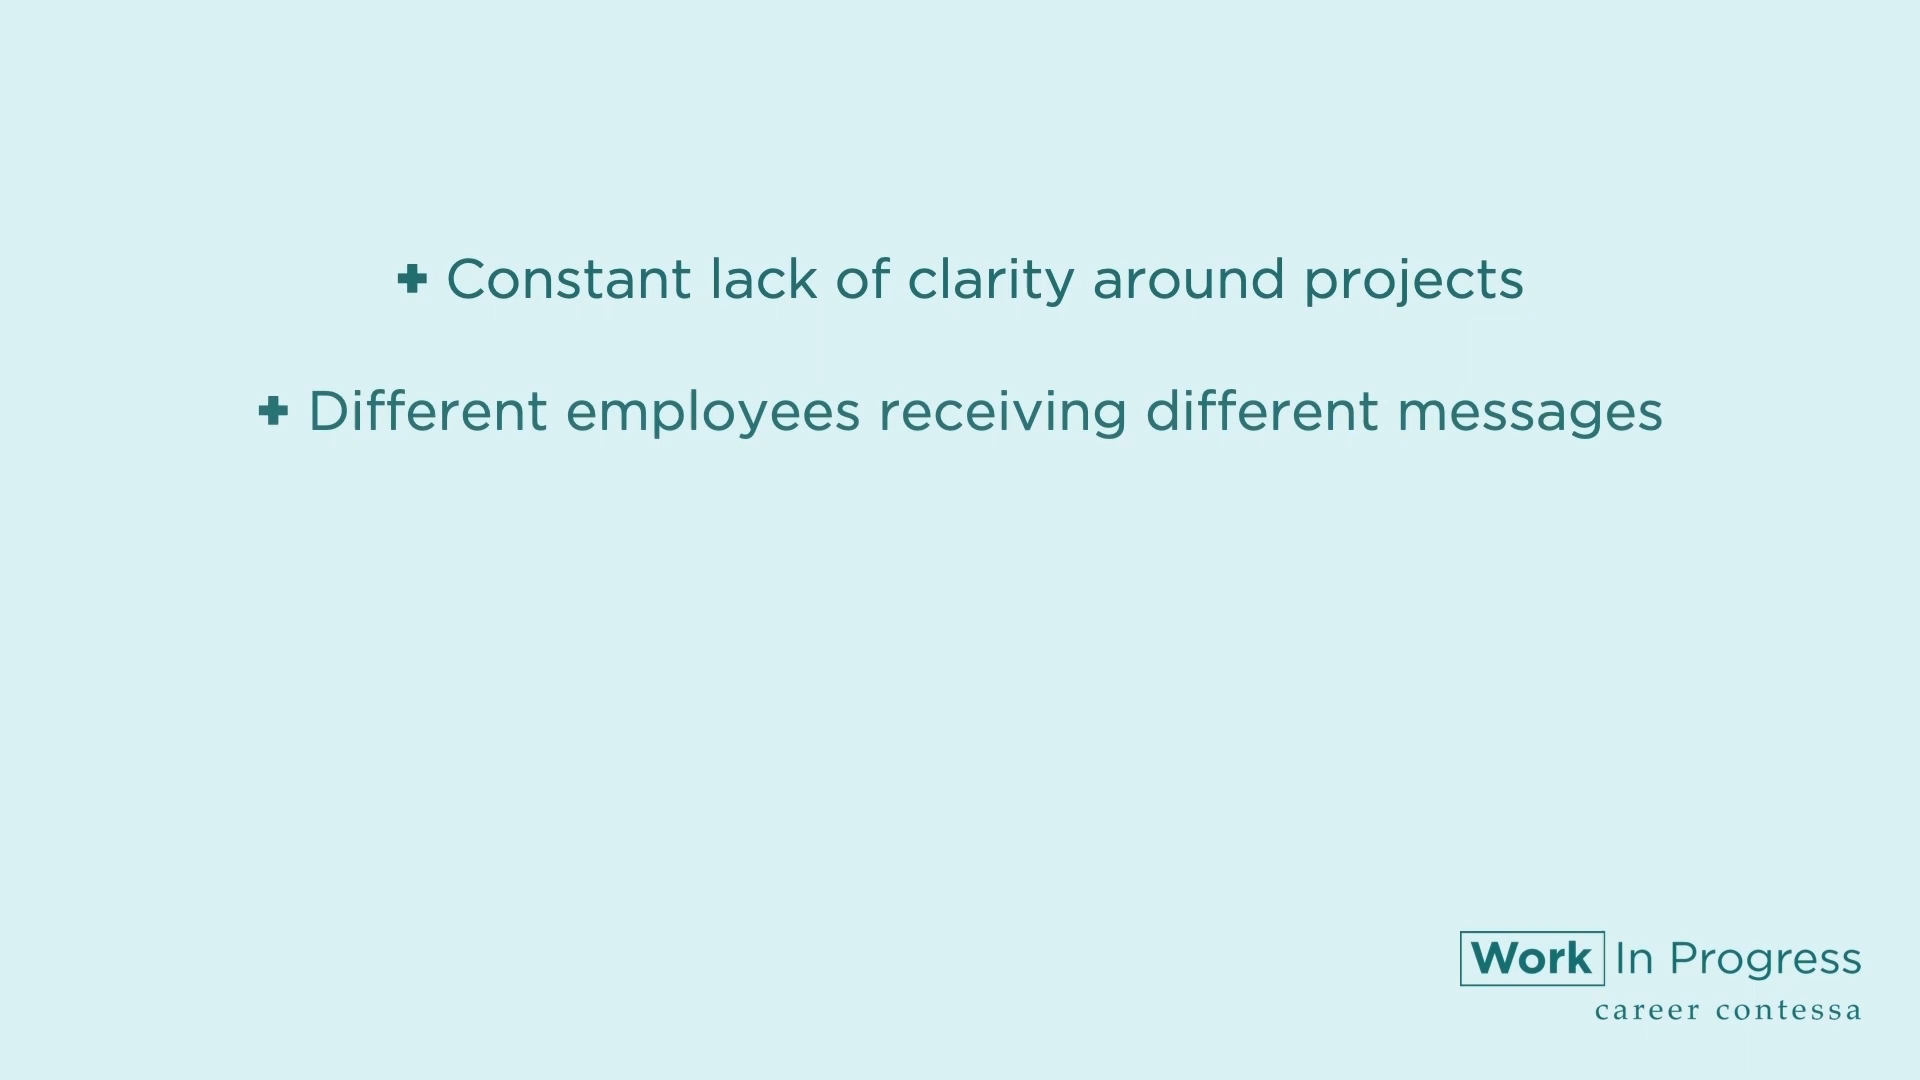 + Constant lack of clarity around projects
+ Different employees receiving different messages
Work In Progress
career contessa